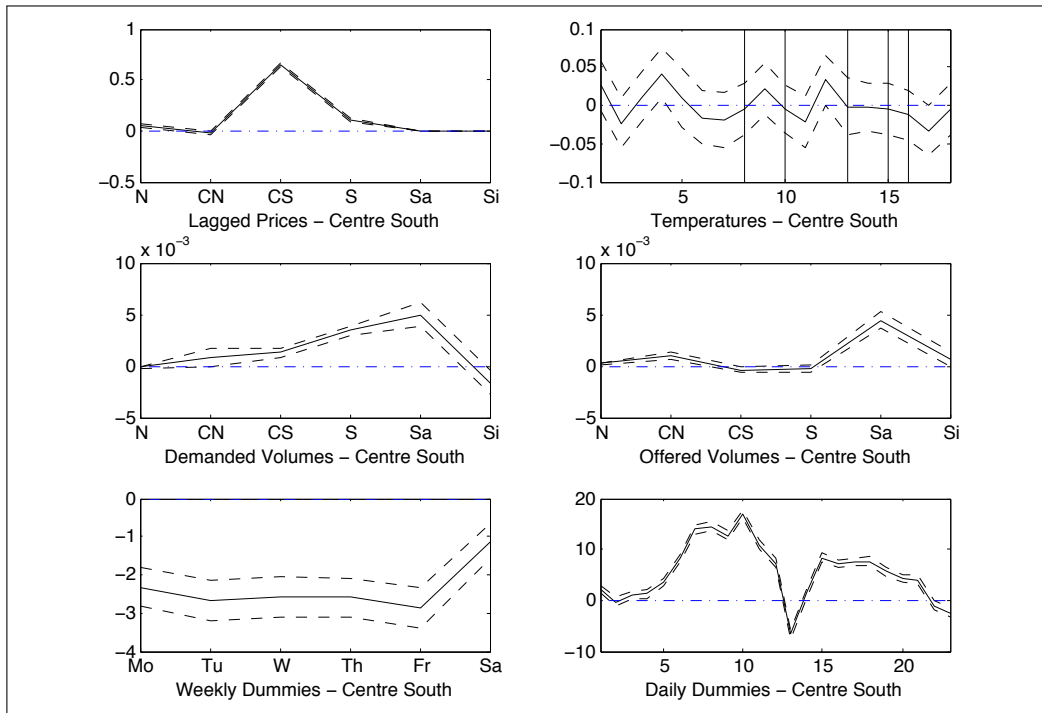 1
0.5
0
−0.5
N CN CS S Sa Si
Lagged Prices − Centre South
0.1
0.05
0
−0.05
−0.1
5 10 15
Temperatures − Centre South
x 10−3
10
5
0
−5
N CN CS S Sa Si
Demanded Volumes − Centre South
x 10−3
10
5
0
−5
N CN CS S Sa Si
Offered Volumes − Centre South
0
−1
−2
−3
−4
Mo Tu W Th Fr Sa
Weekly Dummies − Centre South
20
10
0
−10
5 10 15 20
Daily Dummies − Centre South